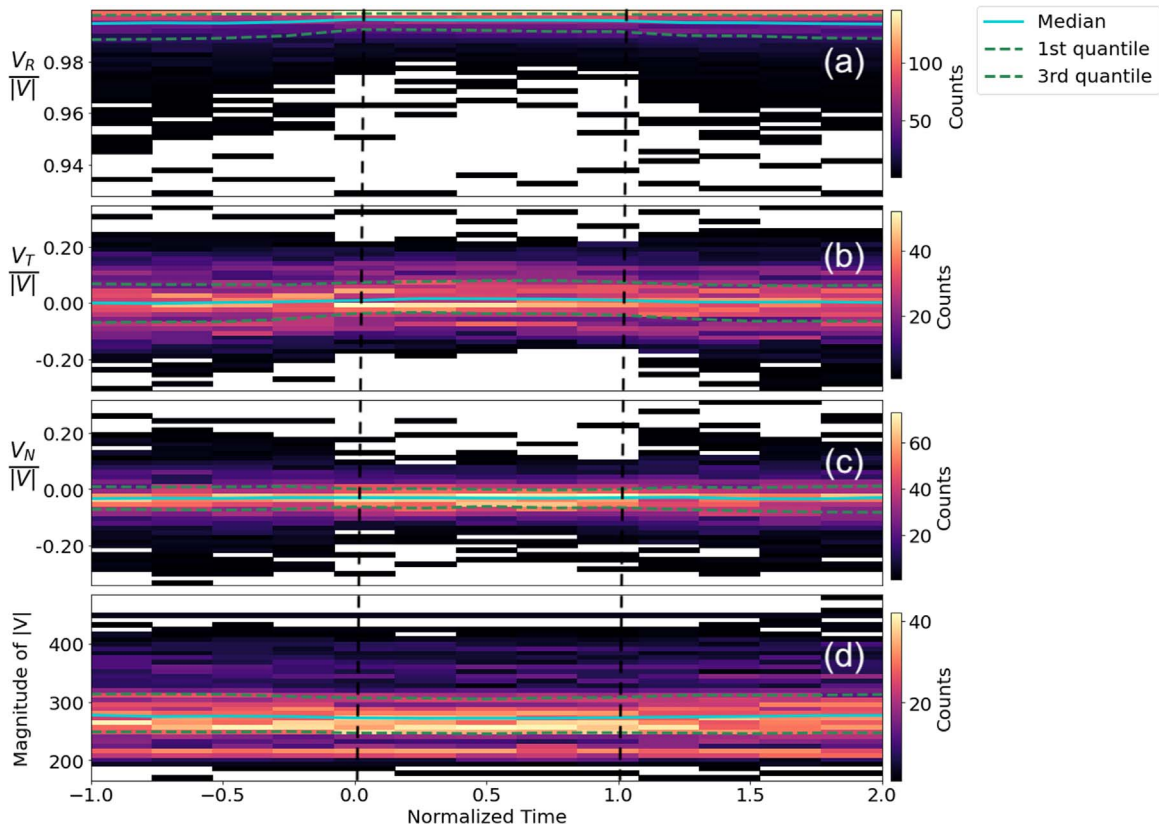 V_R
|V|
0.98
0.96
0.94
(a)
100
50
Counts
Median
1st quantile
3rd quantile
V_T
|V|
0.20
0.00
-0.20
(b)
40
20
Counts
V_N
|V|
0.20
0.00
-0.20
(c)
60
40
20
Counts
Magnitude of |V|
400
300
200
(d)
40
20
Counts
-1.0 -0.5 0.0 0.5 1.0 1.5 2.0
Normalized Time